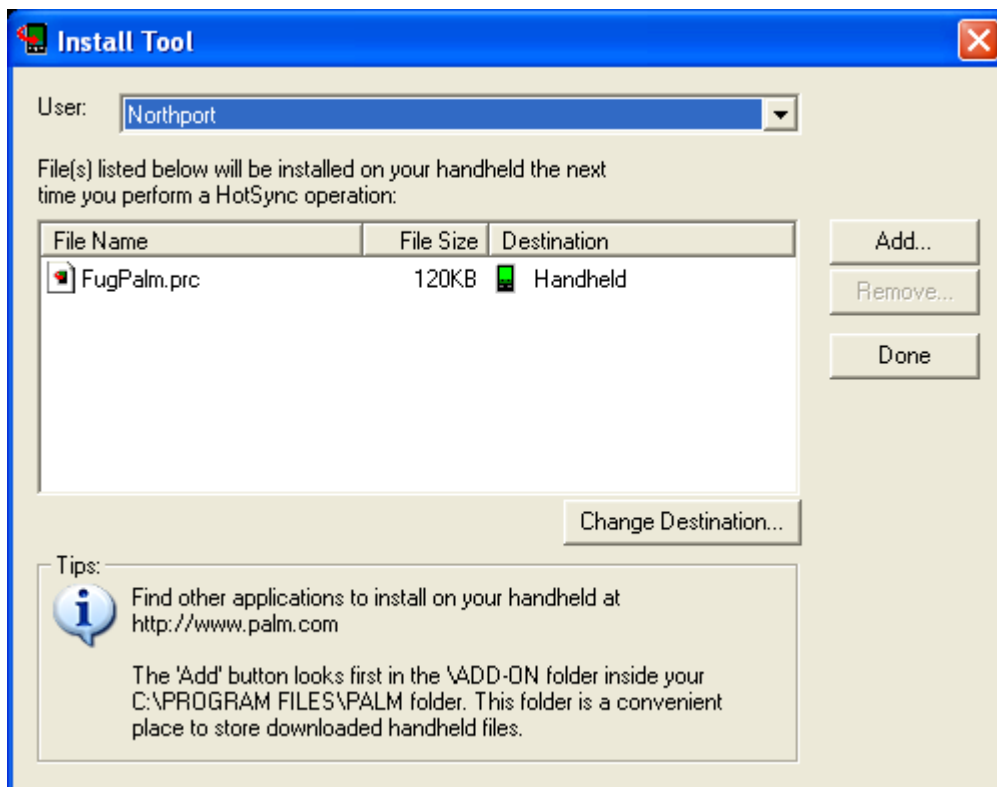 Install Tool
User: Northport
File(s) listed below will be installed on your handheld the next
time you perform a HotSync operation:
File Name File Size Destination
FugPalm.prc 120KB Handheld
Add...
Remove...
Done
Change Destination...
Tips:
Find other applications to install on your handheld at
http://www.palm.com
The 'Add' button looks first in the \ADD-ON folder inside your
C:\PROGRAM FILES\PALM folder. This folder is a convenient
place to store downloaded handheld files.